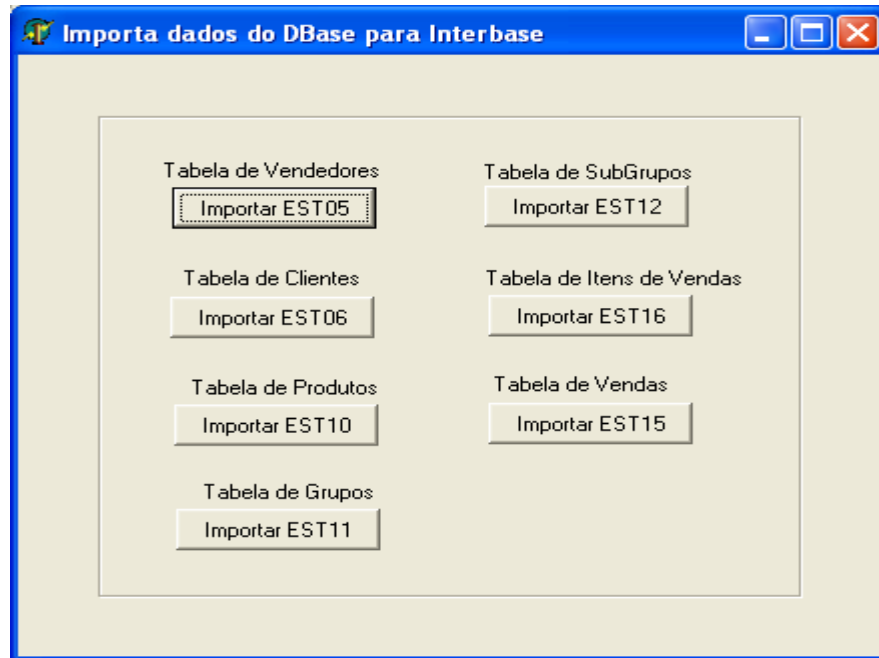 Importa dados do DBase para Interbase
Tabela de Vendedores
Importar EST05
Tabela de Clientes
Importar EST06
Tabela de Produtos
Importar EST10
Tabela de Grupos
Importar EST11
Tabela de SubGrupos
Importar EST12
Tabela de Itens de Vendas
Importar EST16
Tabela de Vendas
Importar EST15